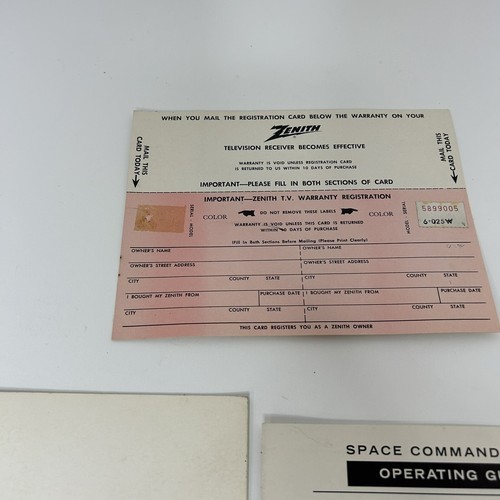 WHEN YOU MAIL THE REGISTRATION CARD BELOW THE WARRANTY ON YOUR
ZENITH
TELEVISION RECEIVER BECOMES EFFECTIVE
WARRANTY IS VOID UNLESS REGISTRATION CARD
IS RETURNED TO US WITHIN 10 DAYS OF PURCHASE
MAIL THIS
CARD TODAY
MAIL THIS
CARD TODAY
IMPORTANT—PLEASE FILL IN BOTH SECTIONS OF CARD
IMPORTANT—ZENITH T.V. WARRANTY REGISTRATION
SERIAL MODEL
COLOR
DO NOT REMOVE THESE LABELS
COLOR
5899005
6-025W
WARRANTY IS VOID UNLESS CARD IS RETURNED
WITHIN 10 DAYS OF PURCHASE
(Fill in Both Sections Before Mailing) (Please Print Clearly)
OWNER'S NAME OWNER'S NAME
OWNER'S STREET ADDRESS OWNER'S STREET ADDRESS
CITY COUNTY STATE CITY COUNTY STATE
I BOUGHT MY ZENITH FROM PURCHASE DATE I BOUGHT MY ZENITH FROM PURCHASE DATE
CITY COUNTY STATE CITY COUNTY STATE
THIS CARD REGISTERS YOU AS A ZENITH OWNER
SPACE COMMAND
OPERATING